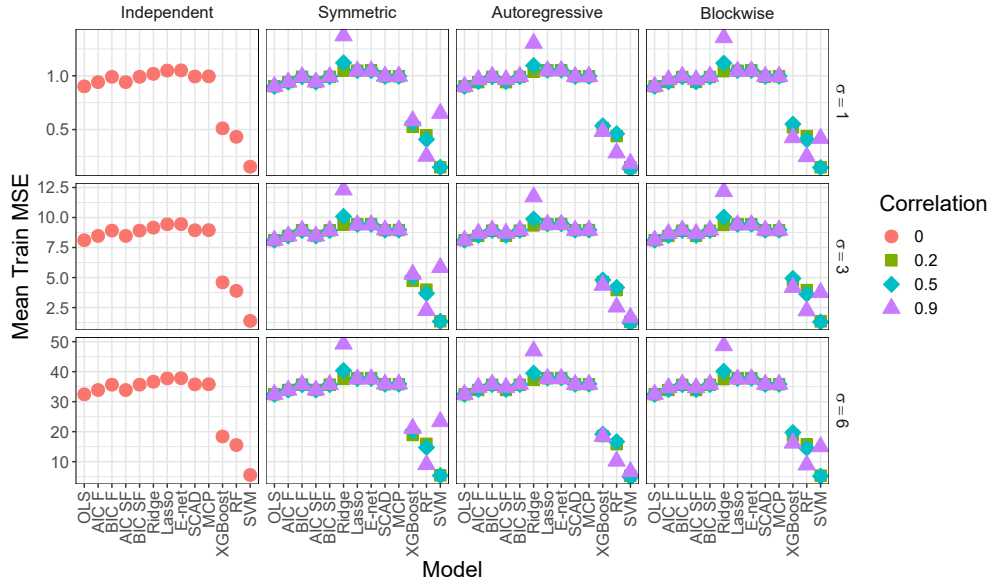 Independent
Symmetric
Autoregressive
Blockwise
1.0
0.5
σ = 1
12.5
10.0
7.5
5.0
2.5
σ = 3
50
40
30
20
10
σ = 6
Mean Train MSE
OLS
AIC F
BIC F
AIC SF
BIC SF
Ridge
Lasso
E-net
SCAD
MCP
XGBoost
RF
SVM
OLS
AIC F
BIC F
AIC SF
BIC SF
Ridge
Lasso
E-net
SCAD
MCP
XGBoost
RF
SVM
OLS
AIC F
BIC F
AIC SF
BIC SF
Ridge
Lasso
E-net
SCAD
MCP
XGBoost
RF
SVM
OLS
AIC F
BIC F
AIC SF
BIC SF
Ridge
Lasso
E-net
SCAD
MCP
XGBoost
RF
SVM
Model
Correlation
0
0.2
0.5
0.9